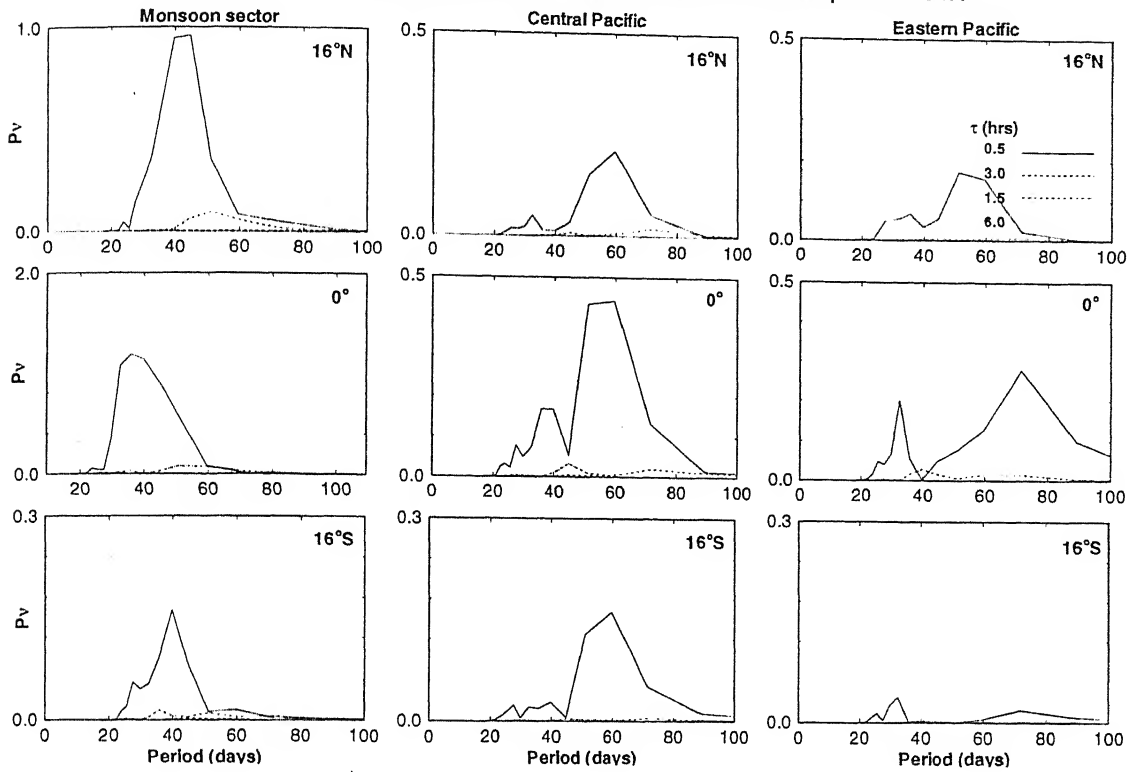 Monsoon sector
Central Pacific
Eastern Pacific
1.0
16°N
Pν
0.0
0 20 40 60 80 100
0.5
16°N
0.0
0 20 40 60 80 100
0.5
16°N
τ (hrs)
0.5
3.0
1.5
6.0
0.0
0 20 40 60 80 100
2.0
0°
Pν
0.0
20 40 60 80 100
0.5
0°
0.0
0 20 40 60 80 100
0.5
0°
0.0
0 20 40 60 80 100
0.3
16°S
Pν
0.0
0 20 40 60 80 100
Period (days)
0.3
16°S
0.0
0 20 40 60 80 100
Period (days)
0.3
16°S
0.0
0 20 40 60 80 100
Period (days)